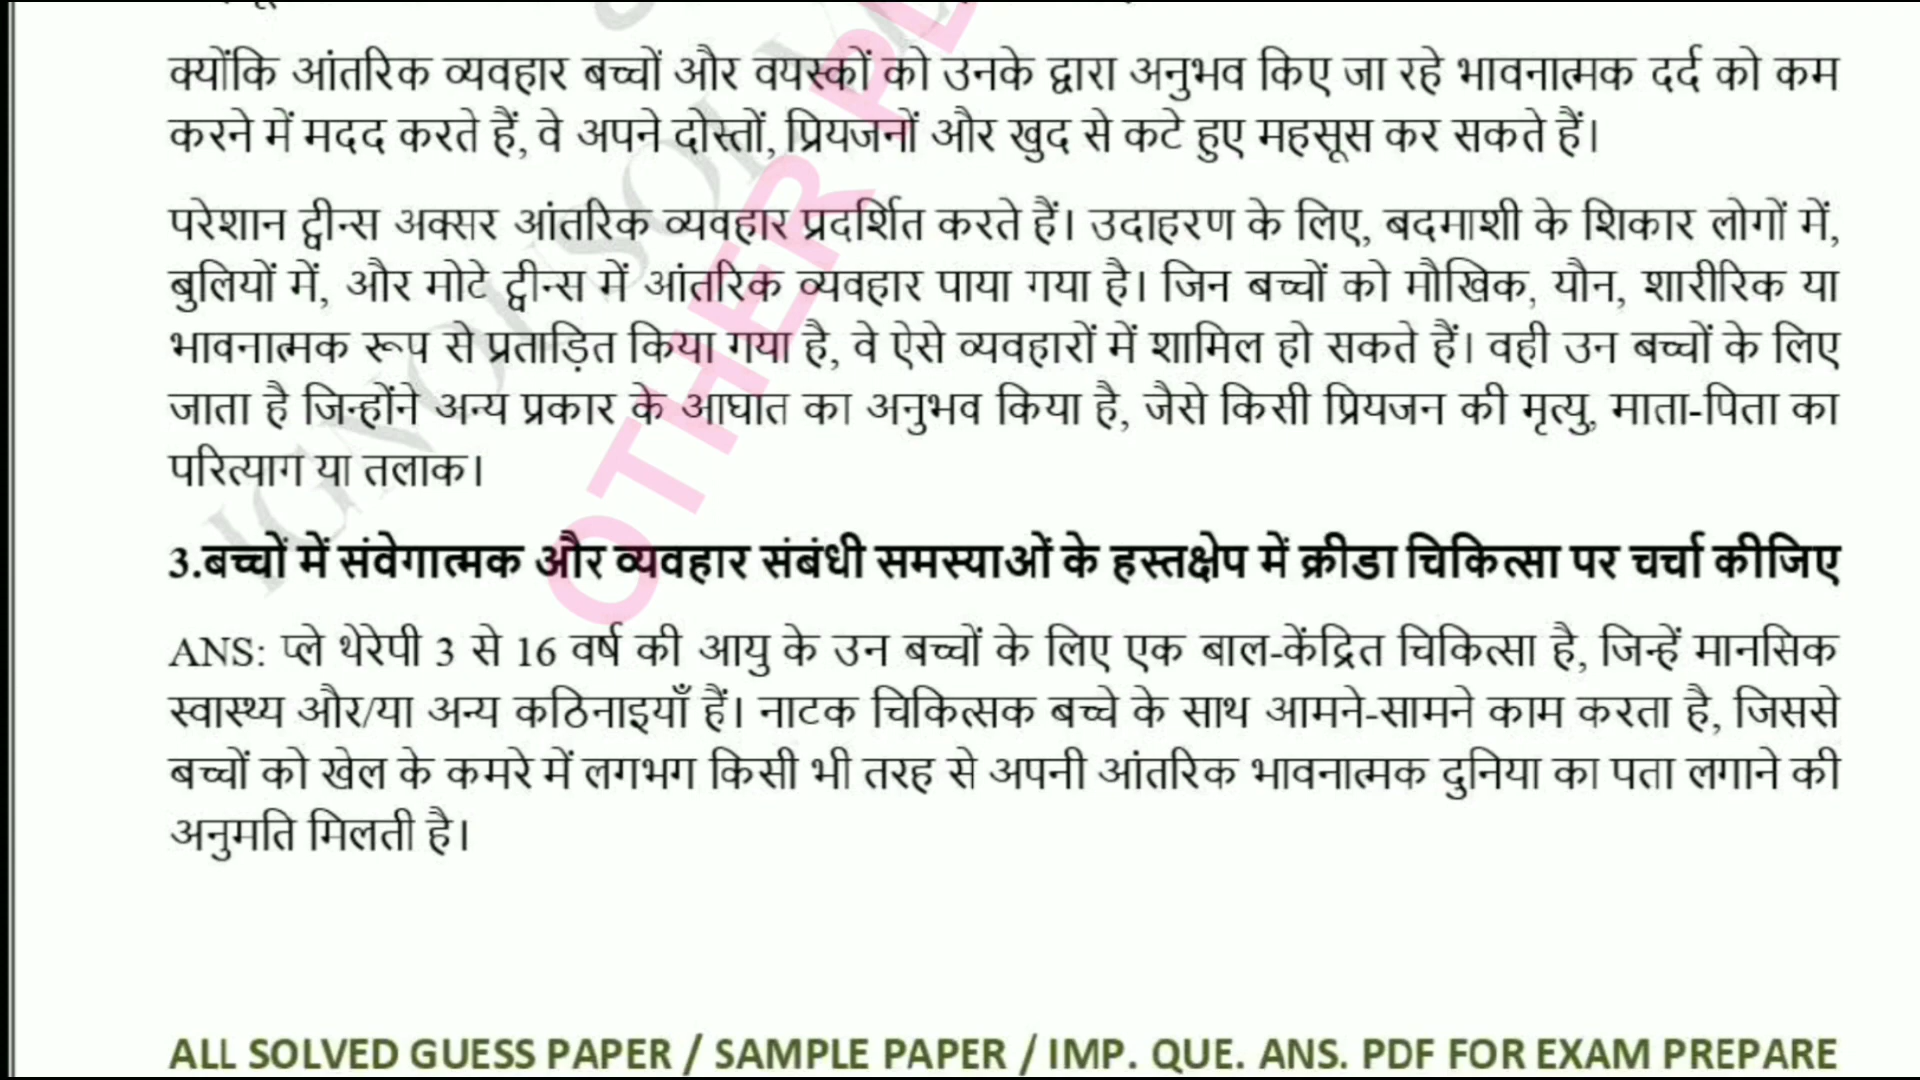 क्योंकि आंतरिक व्यवहार बच्चों और वयस्कों को उनके द्वारा अनुभव किए जा रहे भावनात्मक दर्द को कम
करने में मदद करते हैं, वे अपने दोस्तों, प्रियजनों और खुद से कटे हुए महसूस कर सकते हैं।
परेशान ट्वीन्स अक्सर आंतरिक व्यवहार प्रदर्शित करते हैं। उदाहरण के लिए, बदमाशी के शिकार लोगों में,
बुलियों में, और मोटे ट्वीन्स में आंतरिक व्यवहार पाया गया है। जिन बच्चों को मौखिक, यौन, शारीरिक या
भावनात्मक रूप से प्रताड़ित किया गया है, वे ऐसे व्यवहारों में शामिल हो सकते हैं। वही उन बच्चों के लिए
जाता है जिन्होंने अन्य प्रकार के आघात का अनुभव किया है, जैसे किसी प्रियजन की मृत्यु, माता-पिता का
परित्याग या तलाक।
3.बच्चों में संवेगात्मक और व्यवहार संबंधी समस्याओं के हस्तक्षेप में क्रीडा चिकित्सा पर चर्चा कीजिए
ANS: प्ले थेरेपी 3 से 16 वर्ष की आयु के उन बच्चों के लिए एक बाल-केंद्रित चिकित्सा है, जिन्हें मानसिक
स्वास्थ्य और/या अन्य कठिनाइयाँ हैं। नाटक चिकित्सक बच्चे के साथ आमने-सामने काम करता है, जिससे
बच्चों को खेल के कमरे में लगभग किसी भी तरह से अपनी आंतरिक भावनात्मक दुनिया का पता लगाने की
अनुमति मिलती है।
ALL SOLVED GUESS PAPER / SAMPLE PAPER / IMP. QUE. ANS. PDF FOR EXAM PREPARE
OTHER